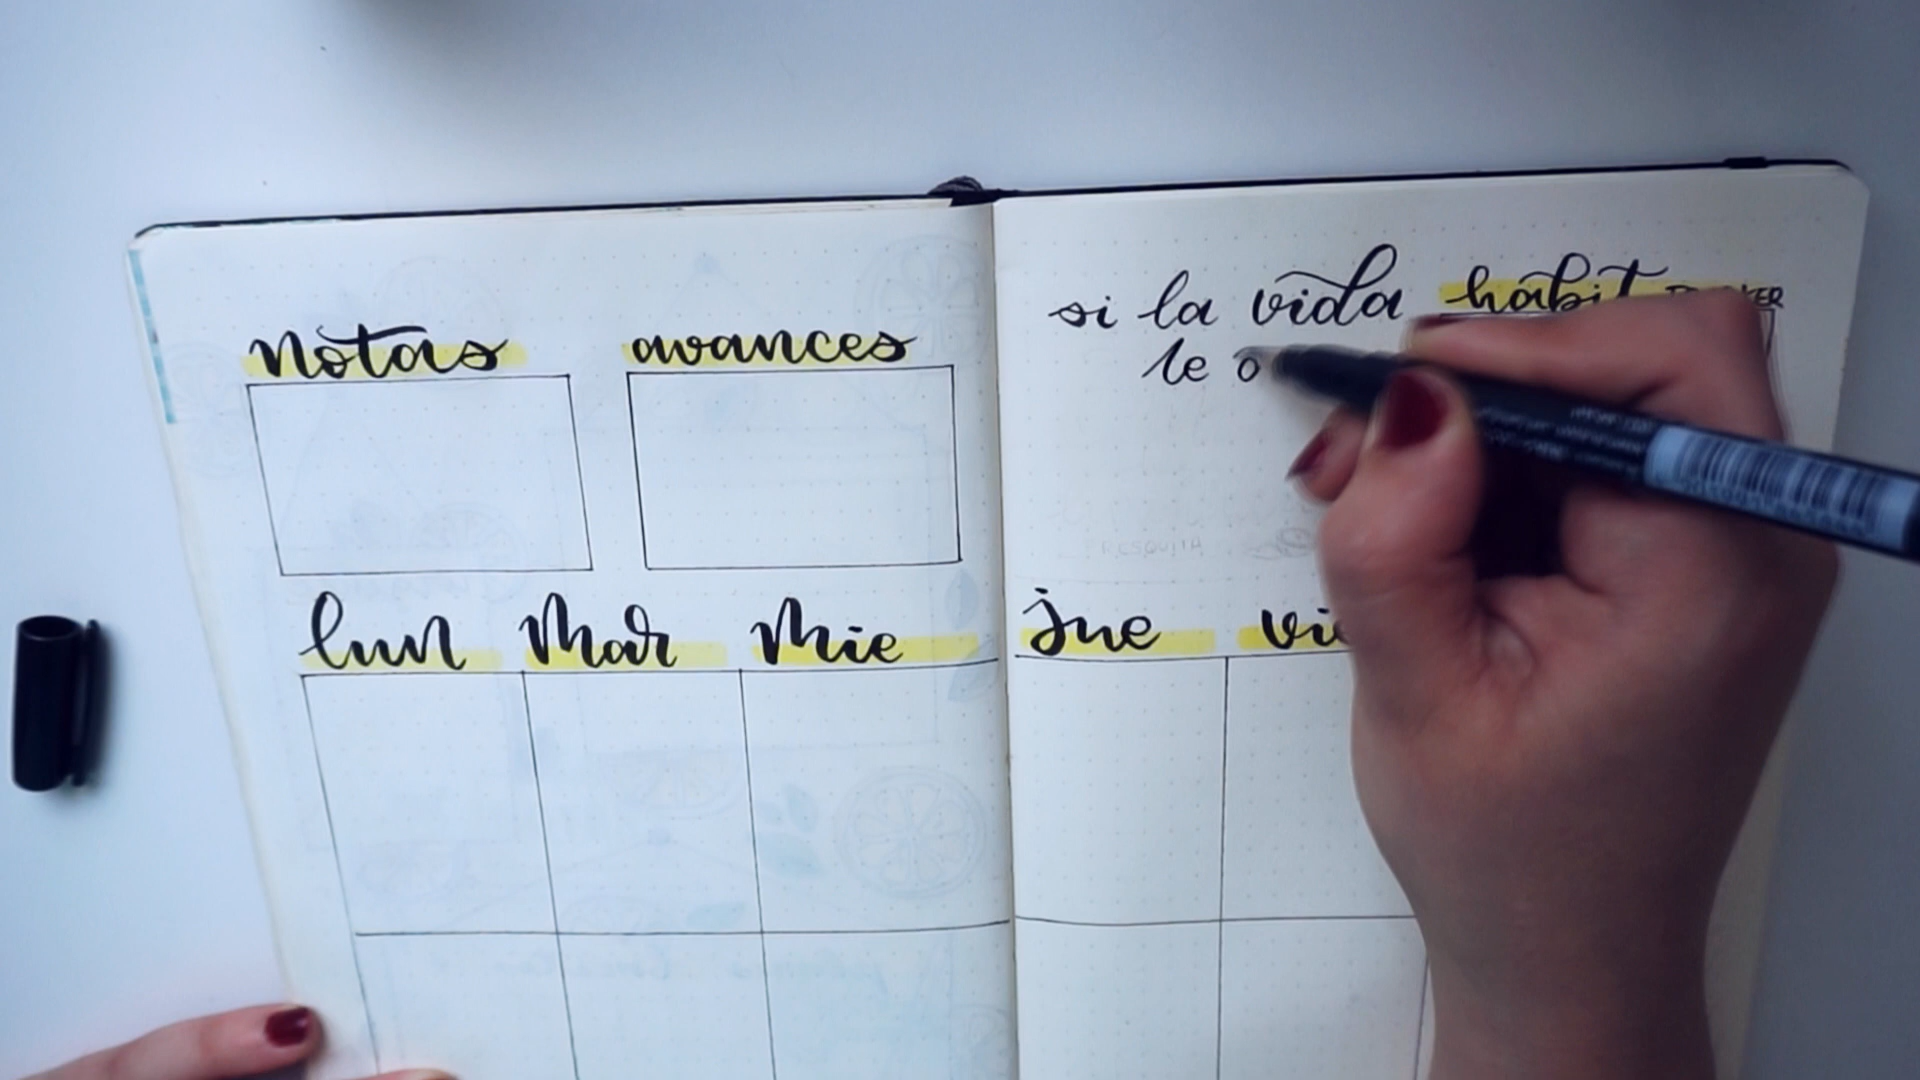 Notas
avances
lun
Mar
Mie
si la vida
le
habit
jue